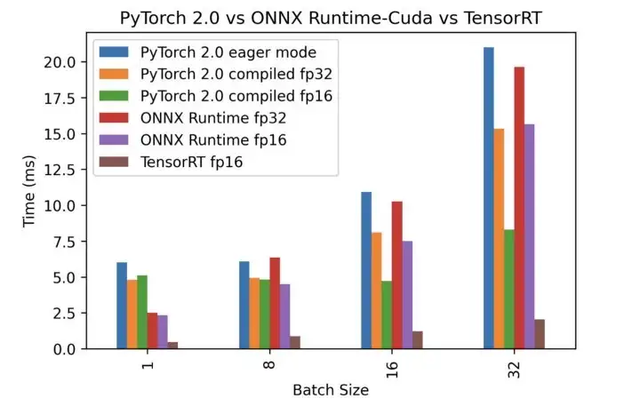 PyTorch 2.0 vs ONNX Runtime-Cuda vs TensorRT
PyTorch 2.0 eager mode
PyTorch 2.0 compiled fp32
PyTorch 2.0 compiled fp16
ONNX Runtime fp32
ONNX Runtime fp16
TensorRT fp16
Time (ms)
20.0
17.5
15.0
12.5
10.0
7.5
5.0
2.5
0.0
1
8
16
32
Batch Size